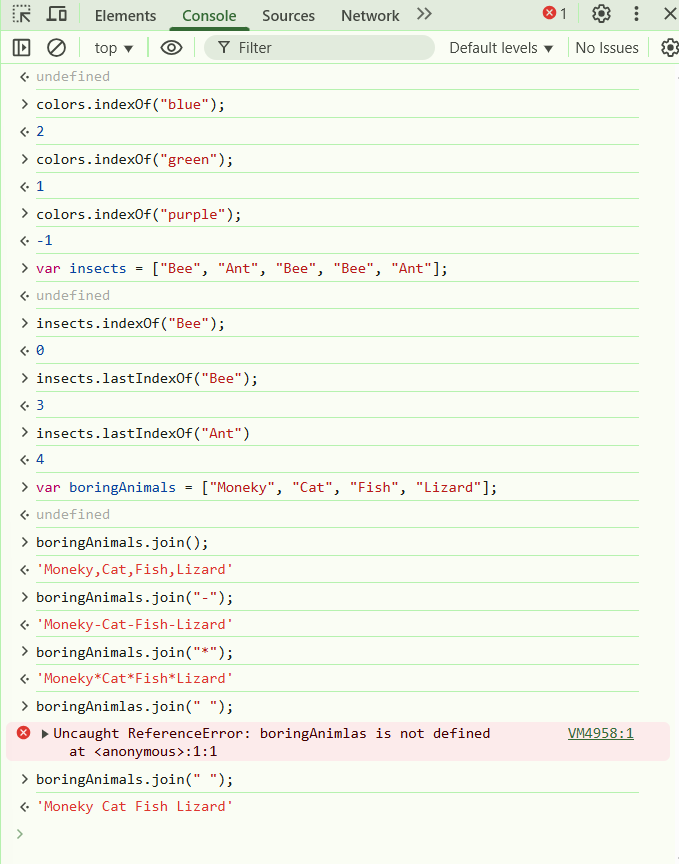 Elements Console Sources Network 1
top Filter Default levels No Issues
undefined
colors.indexOf("blue");
2
colors.indexOf("green");
1
colors.indexOf("purple");
-1
var insects = ["Bee", "Ant", "Bee", "Bee", "Ant"];
undefined
insects.indexOf("Bee");
0
insects.lastIndexOf("Bee");
3
insects.lastIndexOf("Ant")
4
var boringAnimals = ["Moneky", "Cat", "Fish", "Lizard"];
undefined
boringAnimals.join();
'Moneky,Cat,Fish,Lizard'
boringAnimals.join("-");
'Moneky-Cat-Fish-Lizard'
boringAnimals.join("*");
'Moneky*Cat*Fish*Lizard'
boringAnimlas.join(" ");
Uncaught ReferenceError: boringAnimlas is not defined VM4958:1
at <anonymous>:1:1
boringAnimals.join(" ");
'Moneky Cat Fish Lizard'